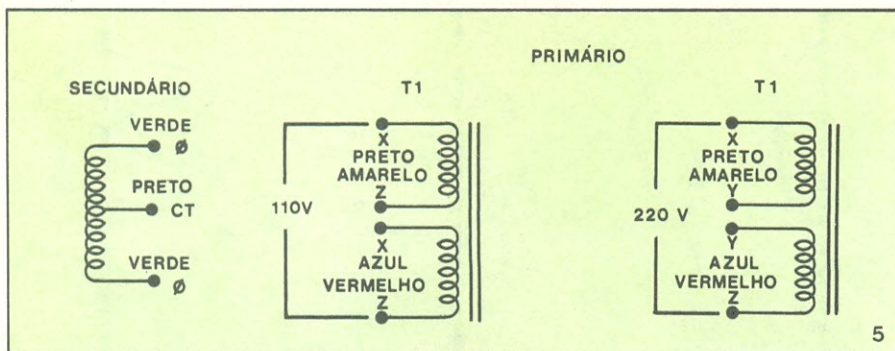 PRIMÁRIO
SECUNDÁRIO
VERDE
Ø
PRETO
CT
VERDE
Ø
T1
X
PRETO
AMARELO
Z
110V
X
AZUL
VERMELHO
Z
T1
X
PRETO
AMARELO
Y
220 V
Y
AZUL
VERMELHO
Z
5